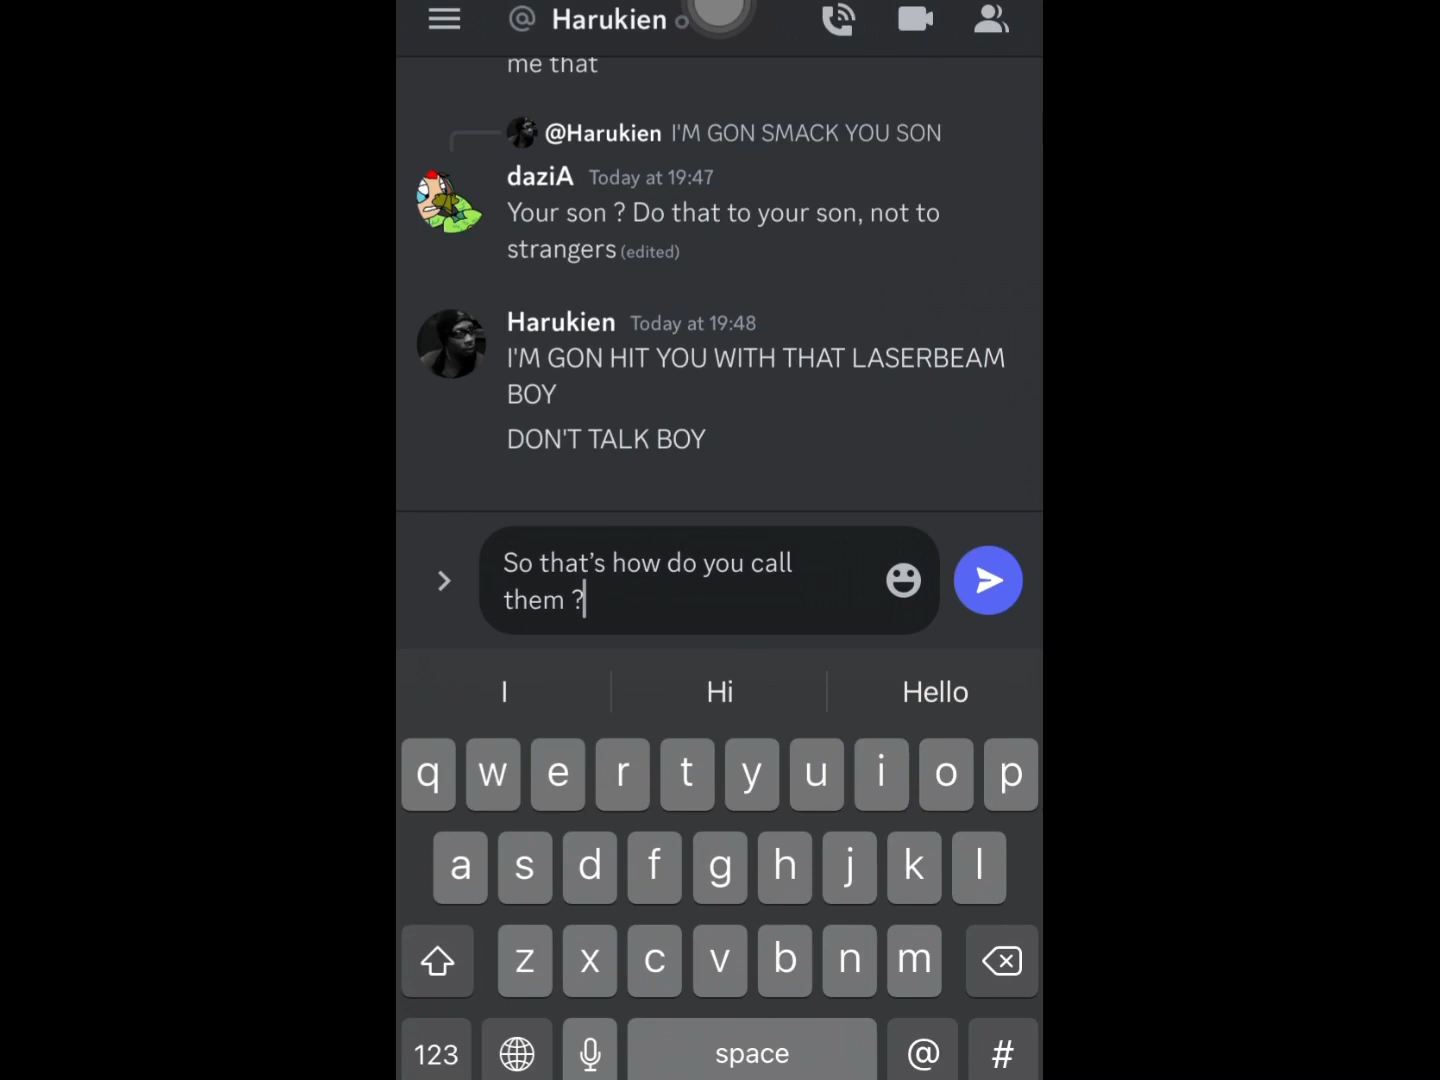 @ Harukien
me that
@Harukien I'M GON SMACK YOU SON
daziA Today at 19:47
Your son ? Do that to your son, not to
strangers (edited)
Harukien Today at 19:48
I'M GON HIT YOU WITH THAT LASERBEAM
BOY
DON'T TALK BOY
So that’s how do you call
them ?
I Hi Hello
q w e r t y u i o p
a s d f g h j k l
z x c v b n m
123 space @ #